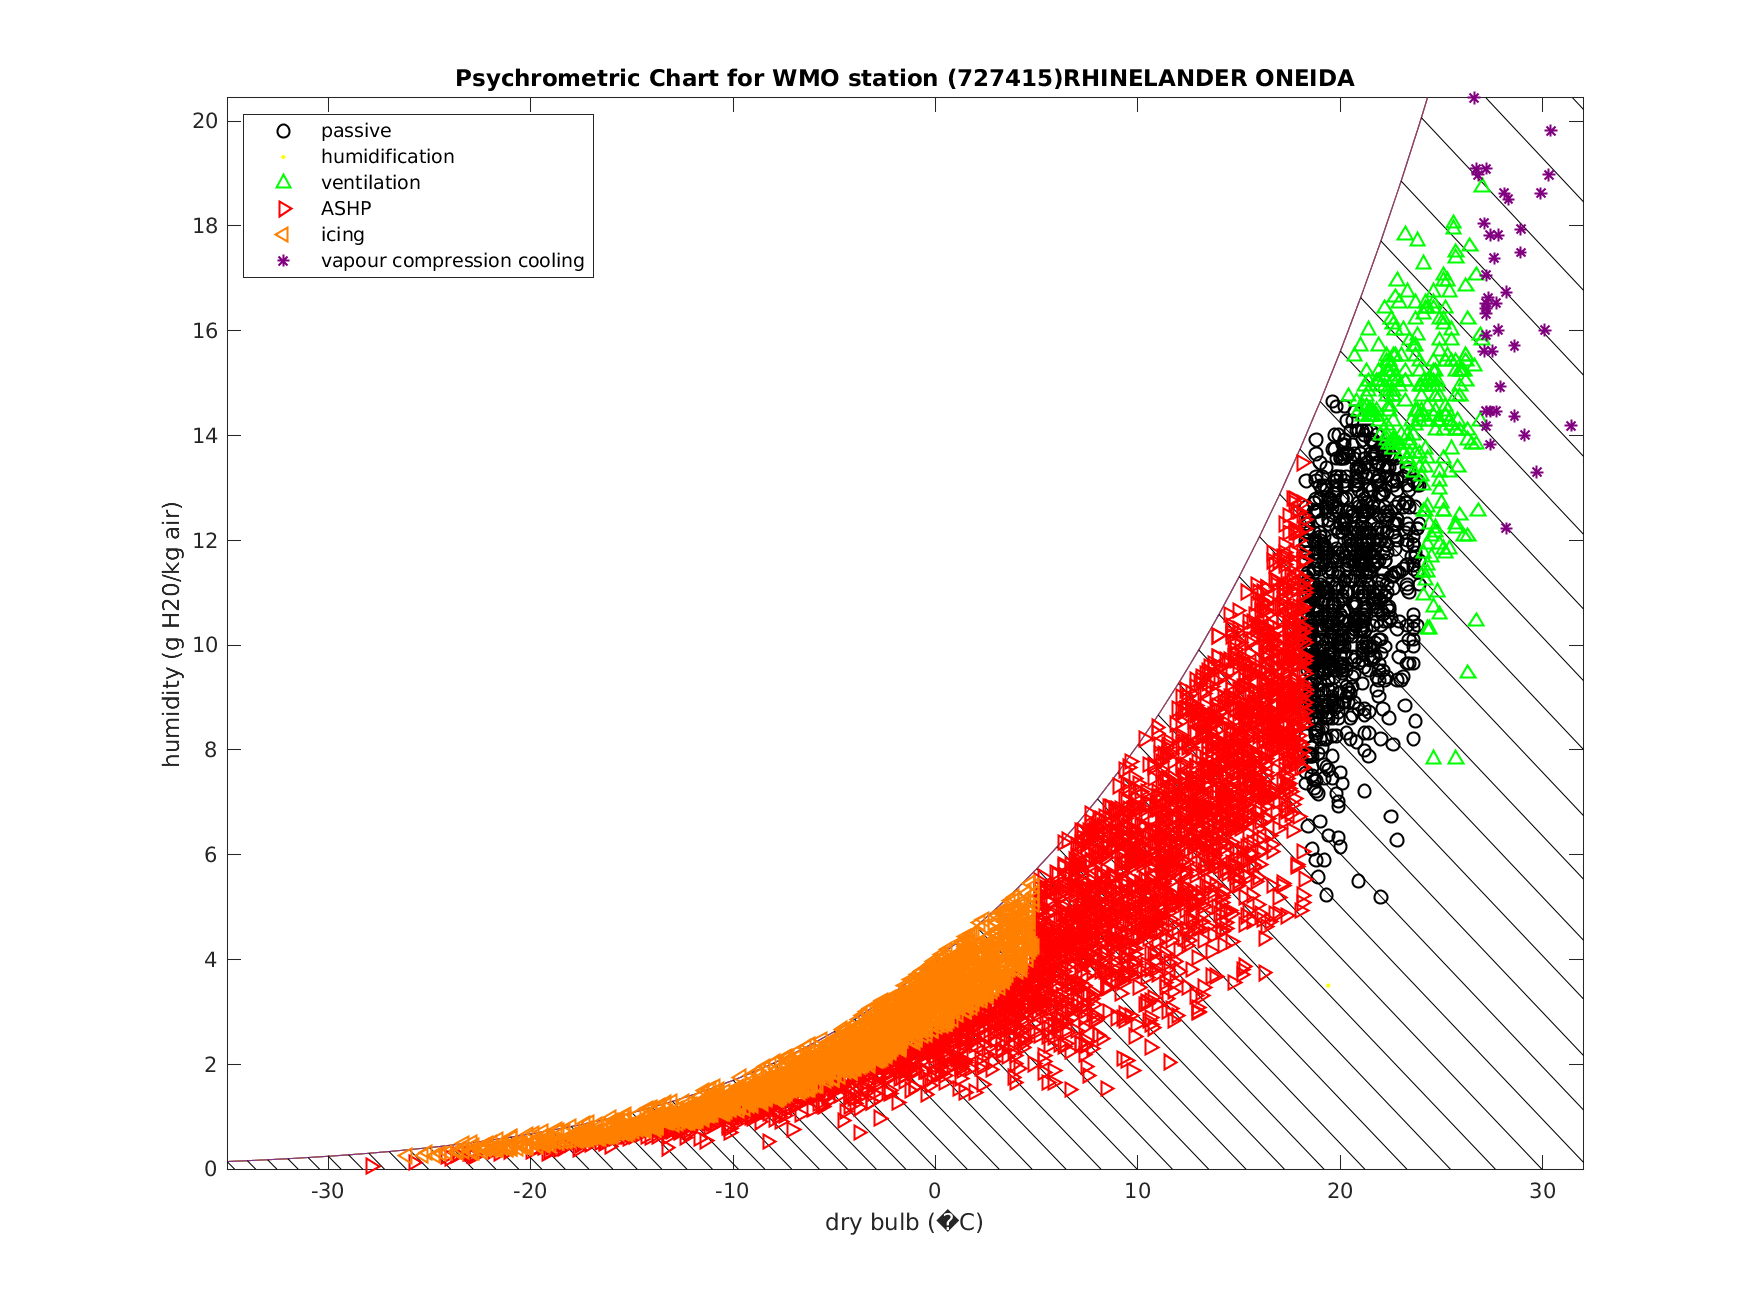 Psychrometric Chart for WMO station (727415)RHINELANDER ONEIDA
passive
humidification
ventilation
ASHP
icing
vapour compression cooling
humidity (g H20/kg air)
20
18
16
14
12
10
8
6
4
2
0
-30 -20 -10 0 10 20 30
dry bulb (�C)